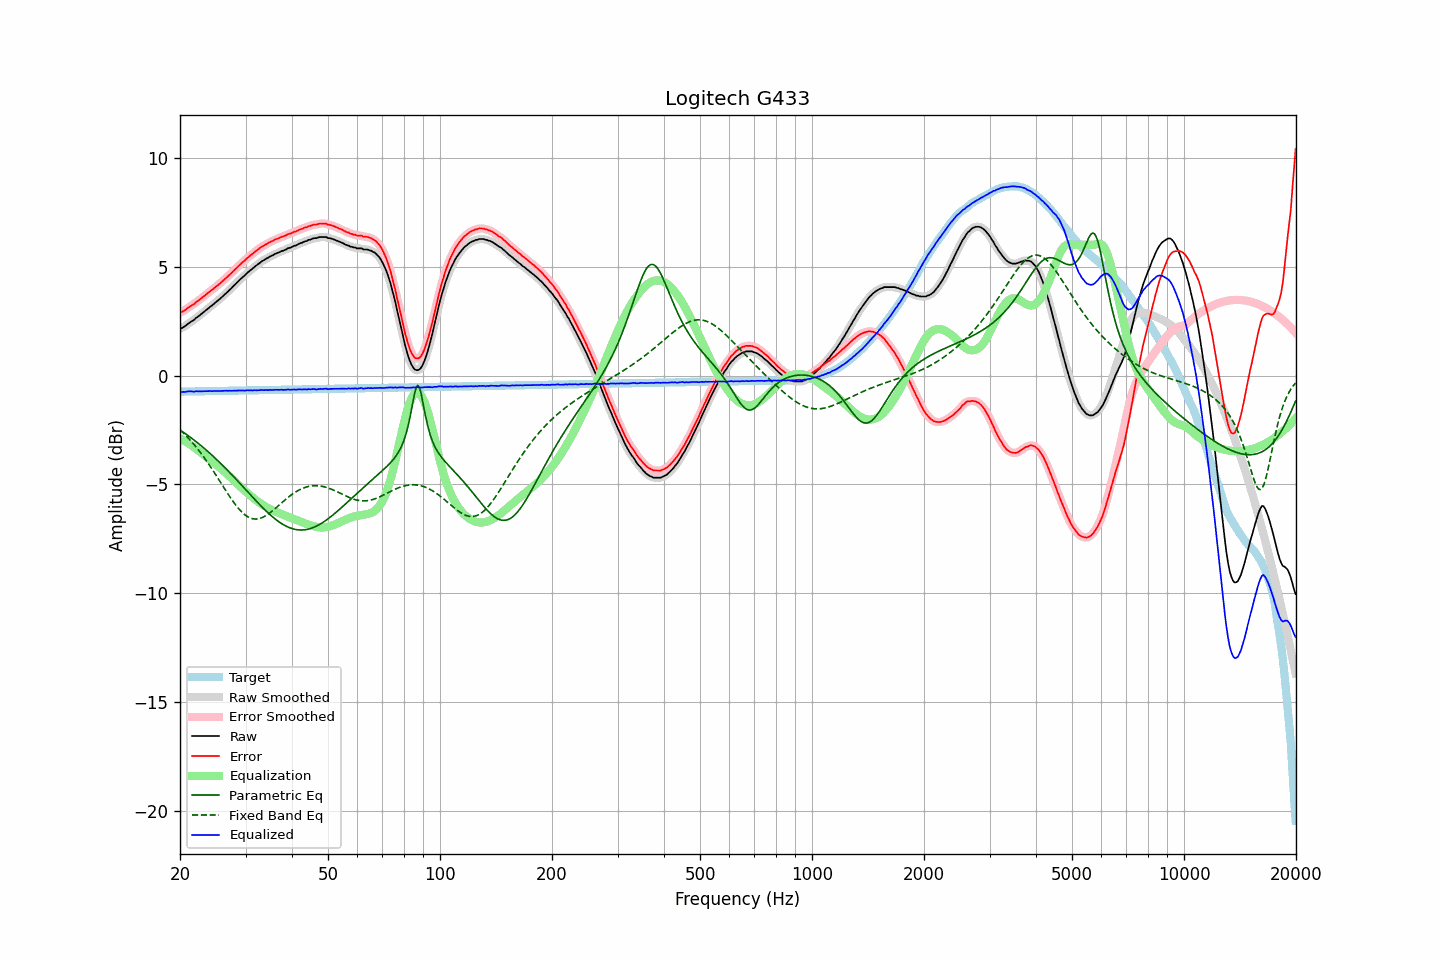 Logitech G433
Amplitude (dBr)
10
5
0
−5
−10
−15
−20
Target
Raw Smoothed
Error Smoothed
Raw
Error
Equalization
Parametric Eq
Fixed Band Eq
Equalized
20 50 100 200 500 1000 2000 5000 10000 20000
Frequency (Hz)